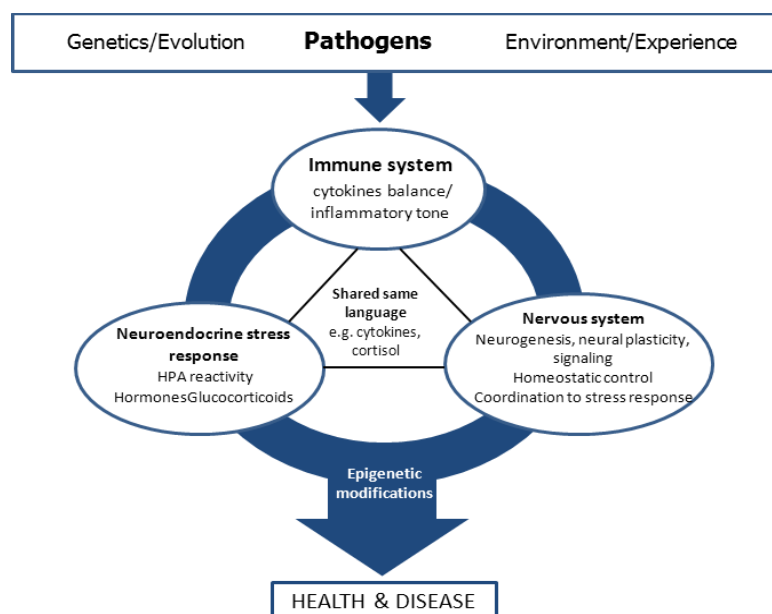 Genetics/Evolution Pathogens Environment/Experience
Immune system
cytokines balance/
inflammatory tone
Shared same
language
e.g. cytokines,
cortisol
Neuroendocrine stress
response
HPA reactivity
HormonesGlucocorticoids
Nervous system
Neurogenesis, neural plasticity,
signaling
Homeostatic control
Coordination to stress response
Epigenetic
modifications
HEALTH & DISEASE